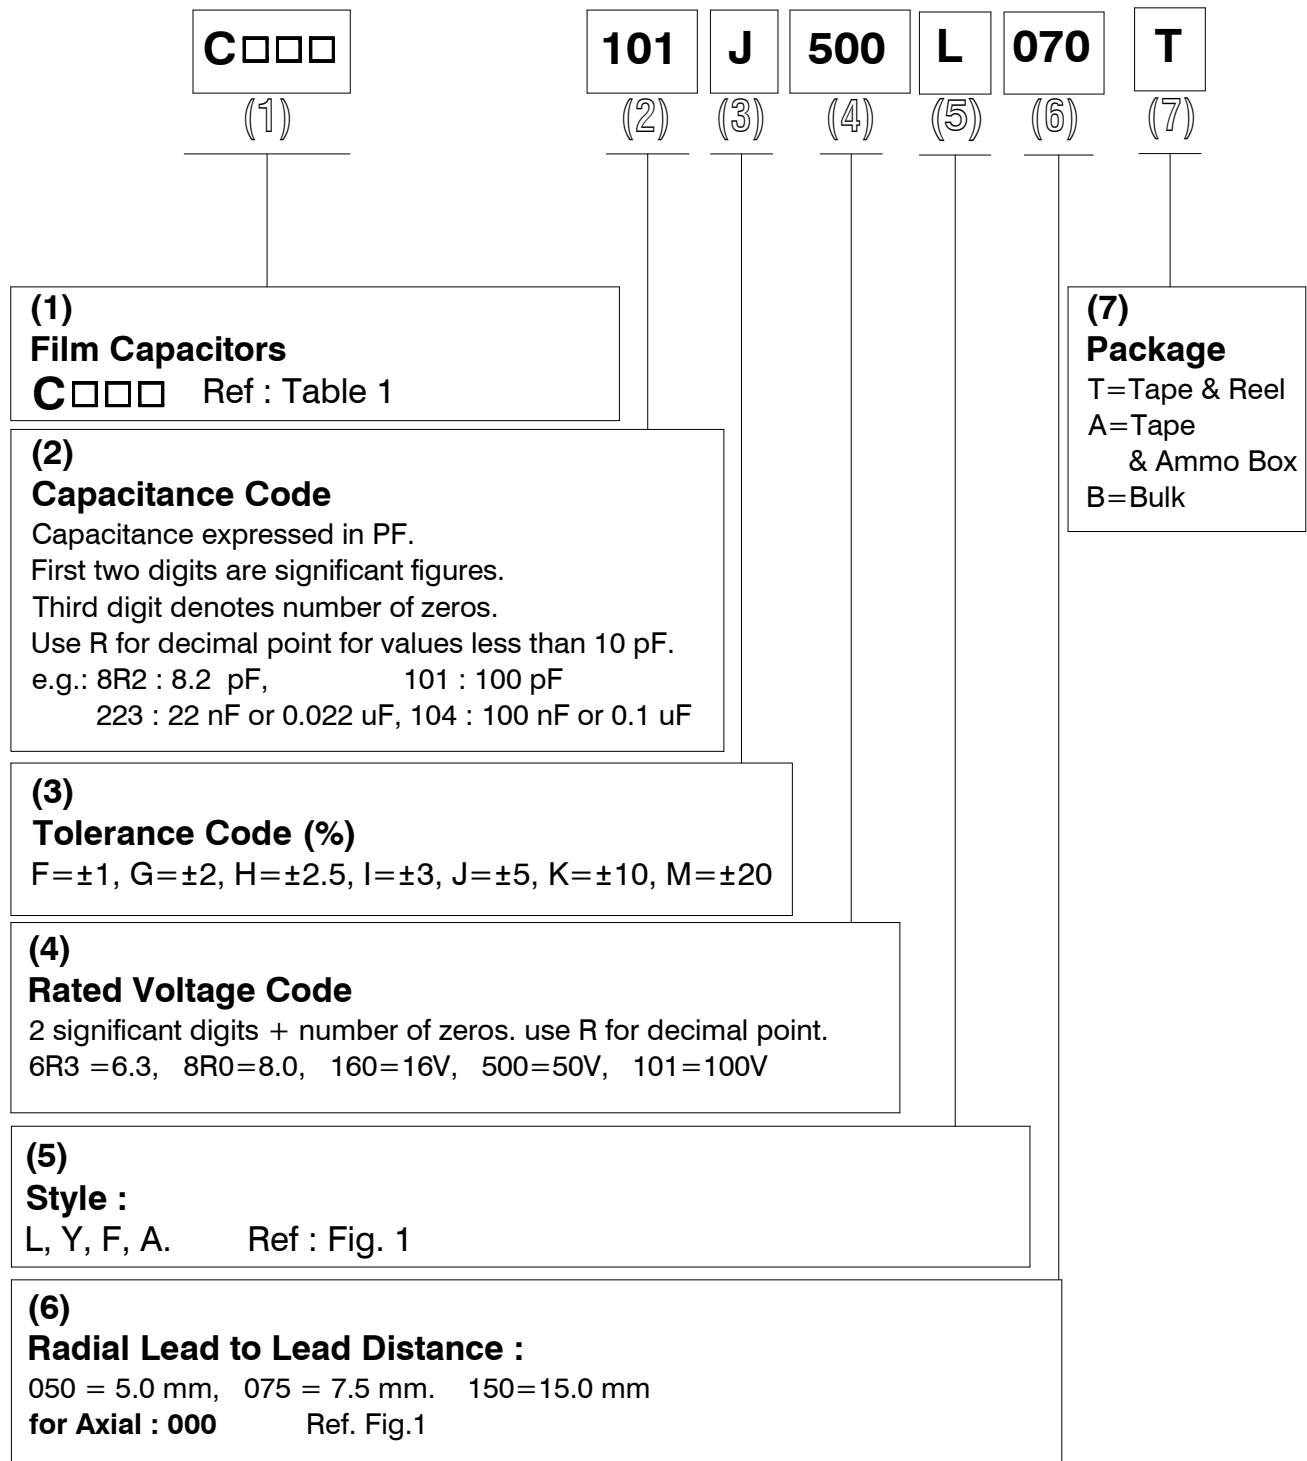 C□□□ 101 J 500 L 070 T
(1) (2) (3) (4) (5) (6) (7)
(1)
Film Capacitors
C□□□ Ref : Table 1
(7)
Package
T=Tape & Reel
A=Tape
& Ammo Box
B=Bulk
(2)
Capacitance Code
Capacitance expressed in PF.
First two digits are significant figures.
Third digit denotes number of zeros.
Use R for decimal point for values less than 10 pF.
e.g.: 8R2 : 8.2 pF, 101 : 100 pF
223 : 22 nF or 0.022 uF, 104 : 100 nF or 0.1 uF
(3)
Tolerance Code (%)
F=±1, G=±2, H=±2.5, I=±3, J=±5, K=±10, M=±20
(4)
Rated Voltage Code
2 significant digits + number of zeros. use R for decimal point.
6R3 =6.3, 8R0=8.0, 160=16V, 500=50V, 101=100V
(5)
Style :
L, Y, F, A. Ref : Fig. 1
(6)
Radial Lead to Lead Distance :
050 = 5.0 mm, 075 = 7.5 mm. 150=15.0 mm
for Axial : 000 Ref. Fig.1